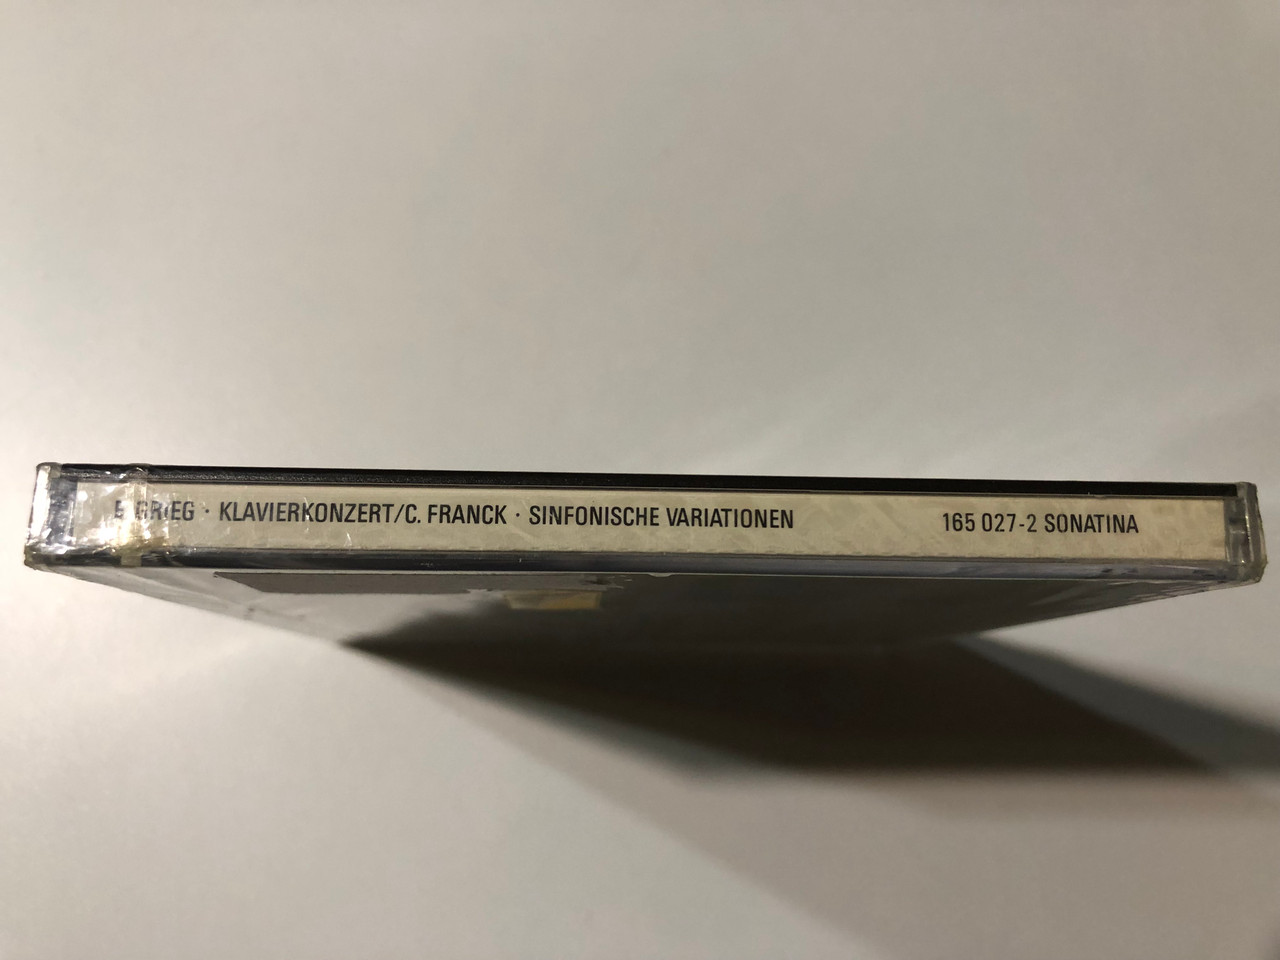 E. GRIEG · KLAVIERKONZERT/C. FRANCK · SINFONISCHE VARIATIONEN 165 027-2 SONATINA